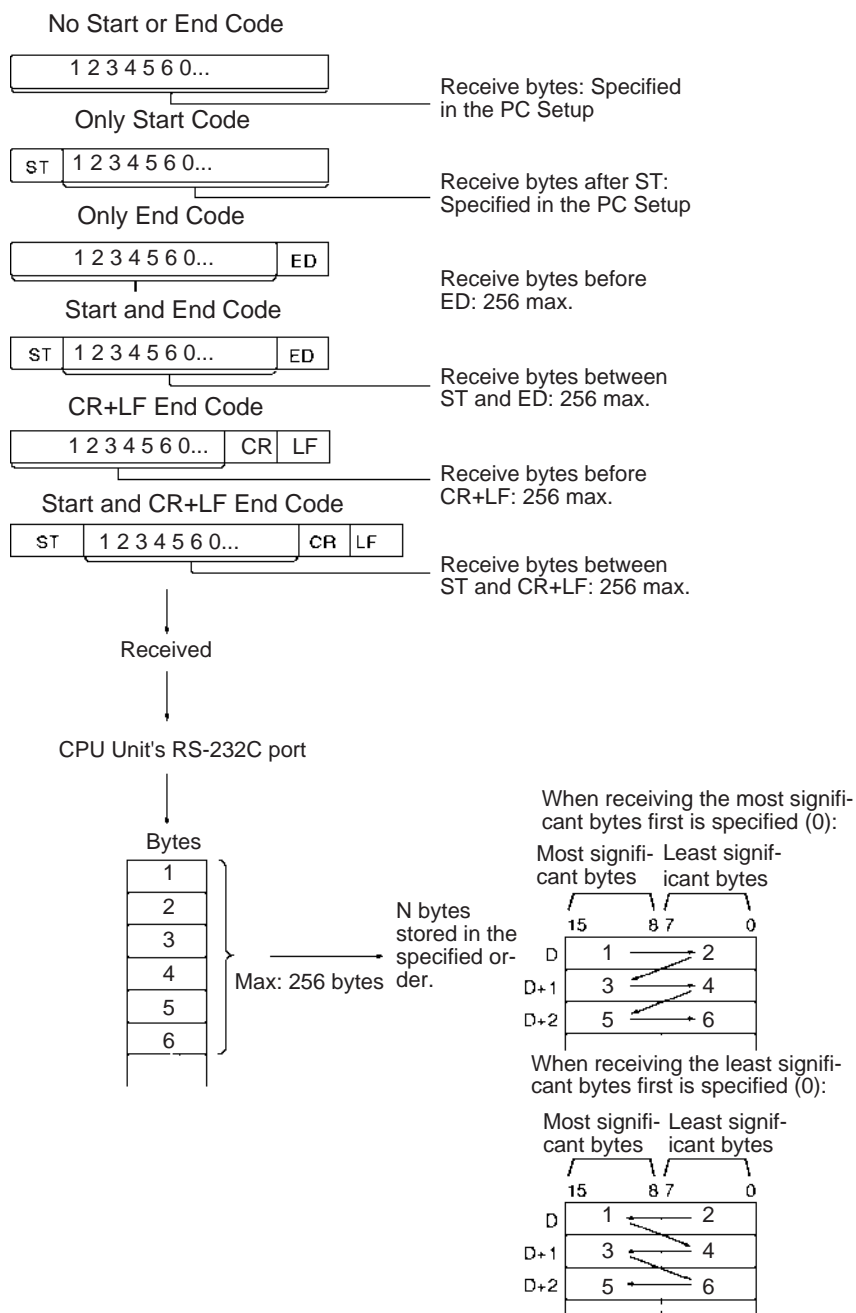 No Start or End Code
1 2 3 4 5 6 0...
Receive bytes: Specified
in the PC Setup
Only Start Code
ST 1 2 3 4 5 6 0...
Receive bytes after ST:
Specified in the PC Setup
Only End Code
1 2 3 4 5 6 0... ED
Receive bytes before
ED: 256 max.
Start and End Code
ST 1 2 3 4 5 6 0... ED
Receive bytes between
ST and ED: 256 max.
CR+LF End Code
1 2 3 4 5 6 0... CR LF
Receive bytes before
CR+LF: 256 max.
Start and CR+LF End Code
ST 1 2 3 4 5 6 0... CR LF
Receive bytes between
ST and CR+LF: 256 max.
Received
CPU Unit's RS-232C port
Bytes
1
2
3
4
5
6
Max: 256 bytes
N bytes
stored in the
specified or-
der.
When receiving the most signifi-
cant bytes first is specified (0):
Most signifi- Least signif-
cant bytes icant bytes
15 8 7 0
D 1 2
D+1 3 4
D+2 5 6
When receiving the least signifi-
cant bytes first is specified (0):
Most signifi- Least signif-
cant bytes icant bytes
15 8 7 0
D 1 2
D+1 3 4
D+2 5 6